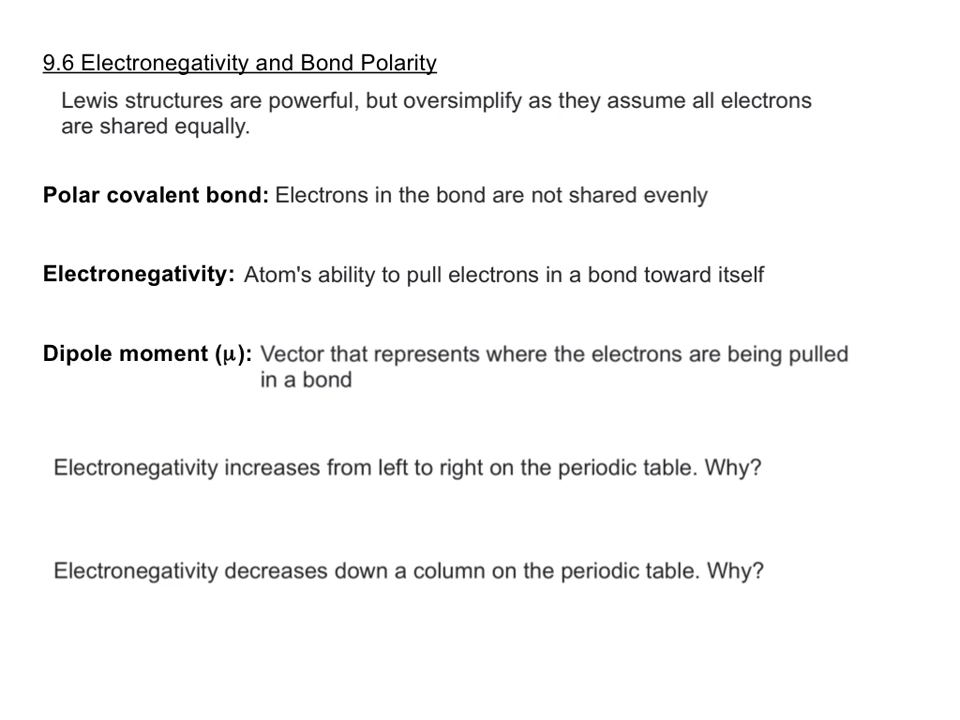 9.6 Electronegativity and Bond Polarity
Lewis structures are powerful, but oversimplify as they assume all electrons
are shared equally.
Polar covalent bond: Electrons in the bond are not shared evenly
Electronegativity: Atom's ability to pull electrons in a bond toward itself
Dipole moment (μ): Vector that represents where the electrons are being pulled
in a bond
Electronegativity increases from left to right on the periodic table. Why?
Electronegativity decreases down a column on the periodic table. Why?